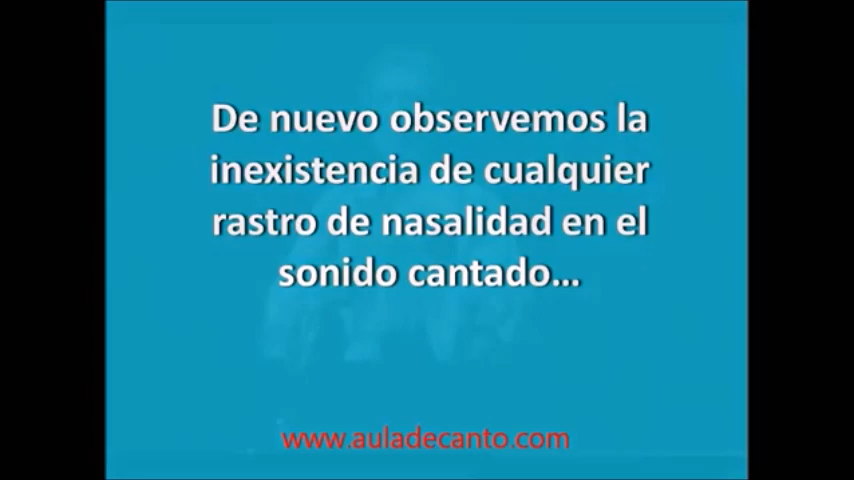 De nuevo observemos la
inexistencia de cualquier
rastro de nasalidad en el
sonido cantado...
www.auladecanto.com